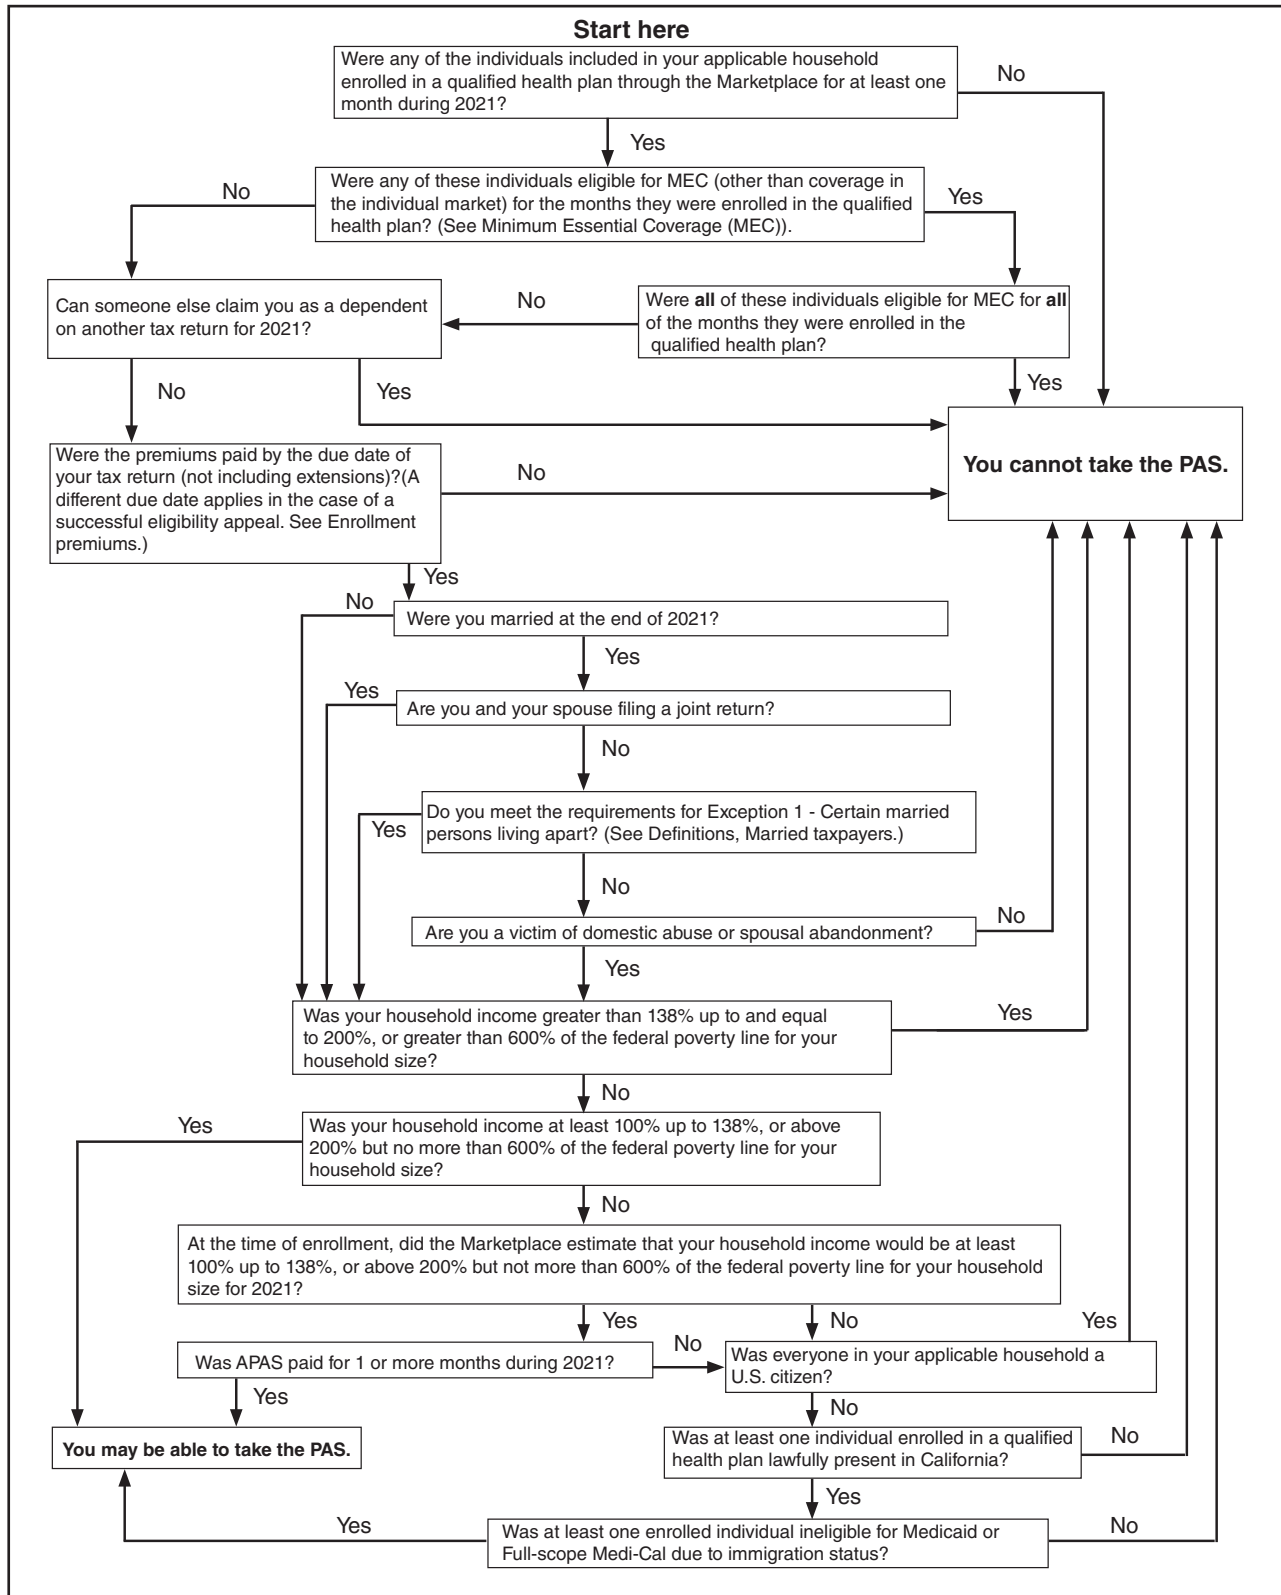 Start here
Were any of the individuals included in your applicable household
enrolled in a qualified health plan through the Marketplace for at least one
month during 2021?
No
Yes
Were any of these individuals eligible for MEC (other than coverage in
the individual market) for the months they were enrolled in the qualified
health plan? (See Minimum Essential Coverage (MEC)).
No
Yes
Can someone else claim you as a dependent
on another tax return for 2021?
No
Were all of these individuals eligible for MEC for all
of the months they were enrolled in the
qualified health plan?
No
Yes
Yes
Were the premiums paid by the due date of
your tax return (not including extensions)?(A
different due date applies in the case of a
successful eligibility appeal. See Enrollment
premiums.)
No
You cannot take the PAS.
Yes
No
Were you married at the end of 2021?
Yes
Yes
Are you and your spouse filing a joint return?
No
Do you meet the requirements for Exception 1 - Certain married
persons living apart? (See Definitions, Married taxpayers.)
Yes
No
Are you a victim of domestic abuse or spousal abandonment?
No
Yes
Was your household income greater than 138% up to and equal
to 200%, or greater than 600% of the federal poverty line for your
household size?
Yes
No
Was your household income at least 100% up to 138%, or above
200% but no more than 600% of the federal poverty line for your
household size?
Yes
No
At the time of enrollment, did the Marketplace estimate that your household income would be at least
100% up to 138%, or above 200% but not more than 600% of the federal poverty line for your household
size for 2021?
Yes
No
Yes
Was APAS paid for 1 or more months during 2021?
No
Was everyone in your applicable household a
U.S. citizen?
Yes
No
You may be able to take the PAS.
Was at least one individual enrolled in a qualified
health plan lawfully present in California?
No
Yes
Yes
Was at least one enrolled individual ineligible for Medicaid or
Full-scope Medi-Cal due to immigration status?
No